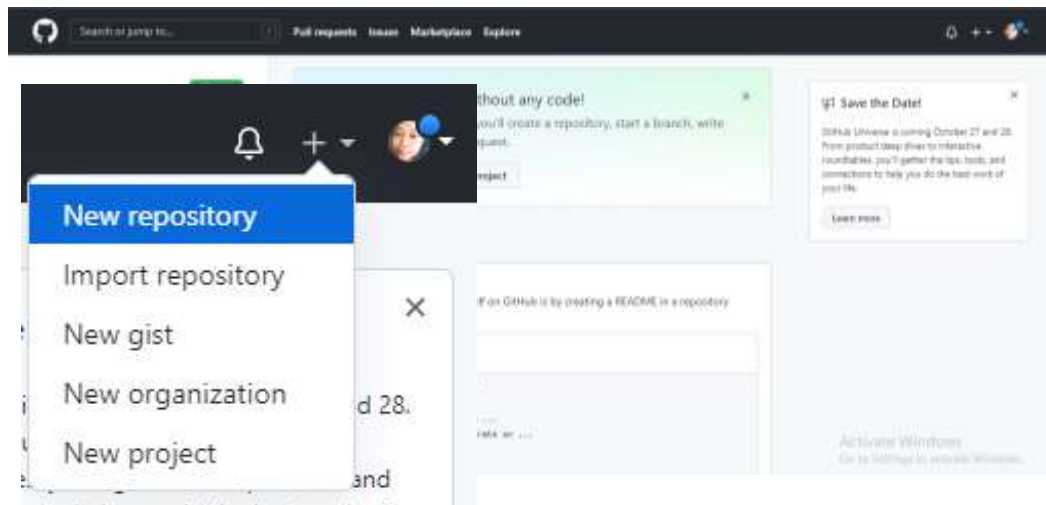 Search or jump to...
Pull requests Issues Marketplace Explore
thout any code!
you'll create a repository, start a branch, write
quest.
roject
Save the Date!
GitHub Universe is coming October 27 and 28.
From product deep dives to interactive
roundtables, you'll gather the tips, tools, and
connections to help you do the best work of
your life.
Learn more
New repository
Import repository
New gist
New organization
New project
d 28.
and
lf on GitHub is by creating a README in a repository
rate on ...
Activate Windows
Go to Settings to activate Windows.